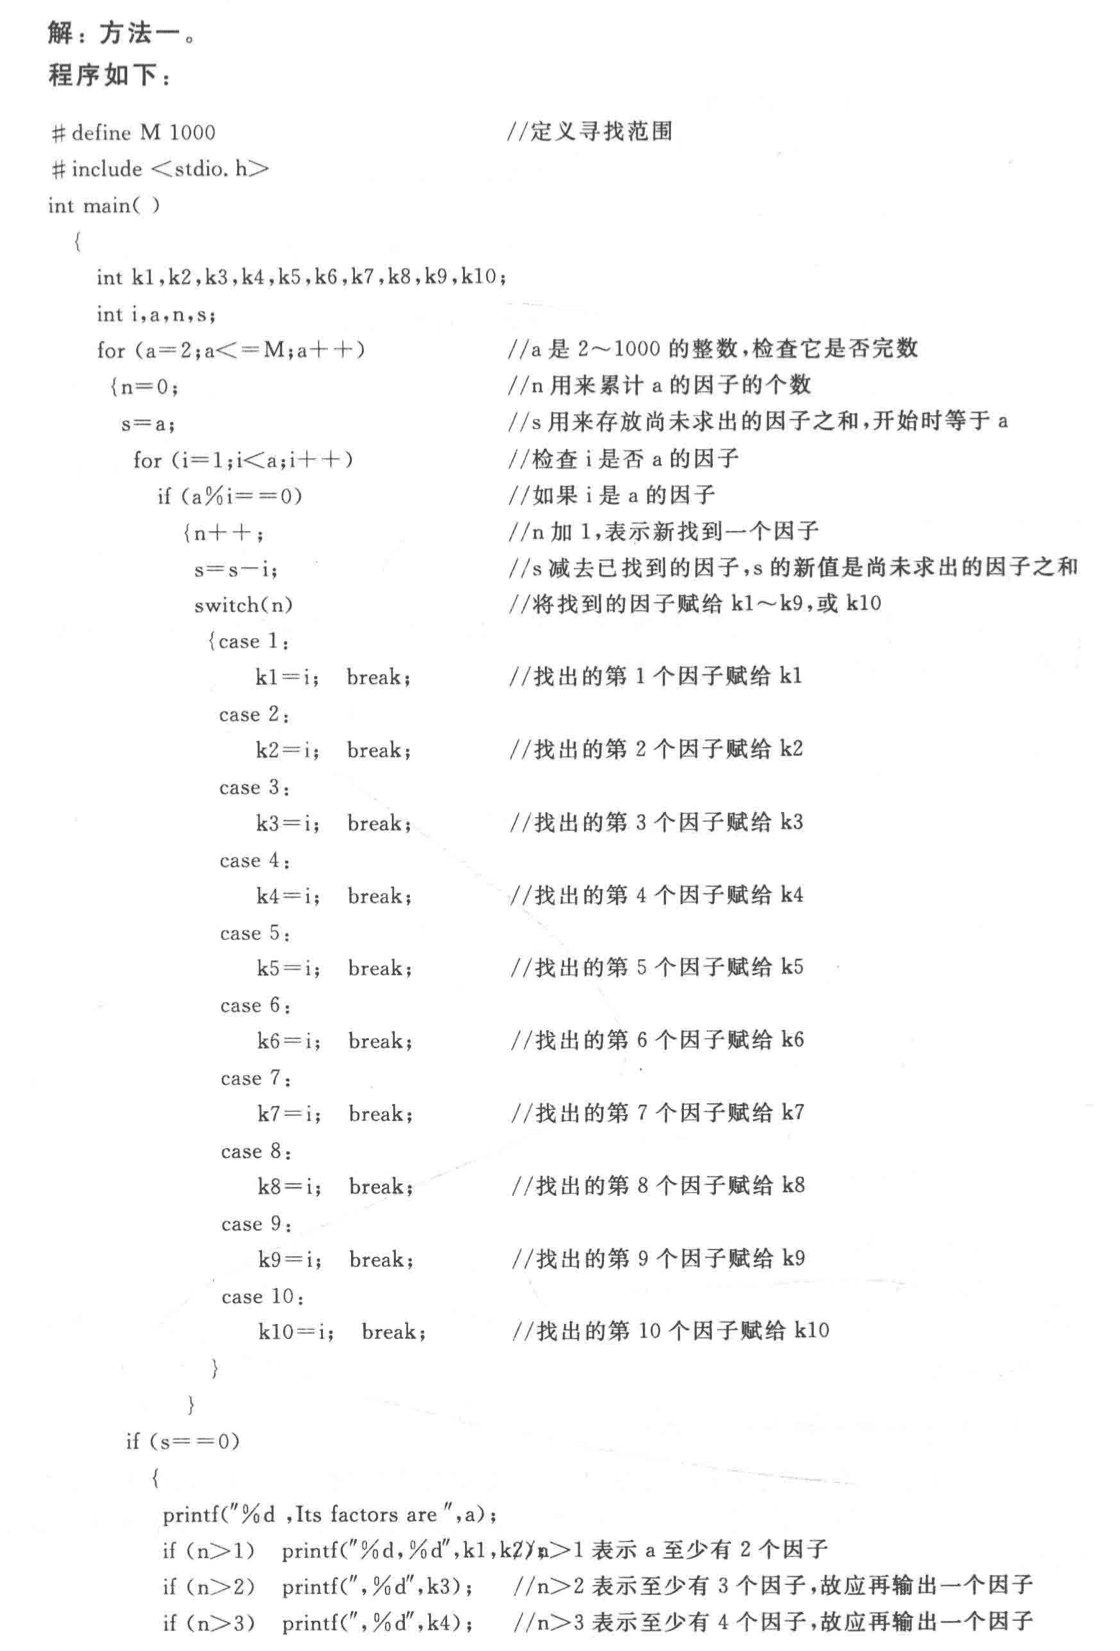 解：方法一。
程序如下：
#define M 1000 //定义寻找范围
#include <stdio.h>
int main( )
{
int k1,k2,k3,k4,k5,k6,k7,k8,k9,k10;
int i,a,n,s;
for (a=2;a<=M;a++) //a 是 2～1000 的整数,检查它是否完数
{n=0; //n 用来累计 a 的因子的个数
s=a; //s 用来存放尚未求出的因子之和,开始时等于 a
for (i=1;i<a;i++) //检查 i 是否 a 的因子
if (a%i==0) //如果 i 是 a 的因子
{n++; //n 加 1,表示新找到一个因子
s=s-i; //s 减去已找到的因子,s 的新值是尚未求出的因子之和
switch(n) //将找到的因子赋给 k1～k9,或 k10
{case 1:
k1=i; break; //找出的第 1 个因子赋给 k1
case 2:
k2=i; break; //找出的第 2 个因子赋给 k2
case 3:
k3=i; break; //找出的第 3 个因子赋给 k3
case 4:
k4=i; break; //找出的第 4 个因子赋给 k4
case 5:
k5=i; break; //找出的第 5 个因子赋给 k5
case 6:
k6=i; break; //找出的第 6 个因子赋给 k6
case 7:
k7=i; break; //找出的第 7 个因子赋给 k7
case 8:
k8=i; break; //找出的第 8 个因子赋给 k8
case 9:
k9=i; break; //找出的第 9 个因子赋给 k9
case 10:
k10=i; break; //找出的第 10 个因子赋给 k10
}
}
if (s==0)
{
printf("%d ,Its factors are ",a);
if (n>1) printf("%d,%d",k1,k2); //n>1 表示 a 至少有 2 个因子
if (n>2) printf(",%d",k3); //n>2 表示至少有 3 个因子,故应再输出一个因子
if (n>3) printf(",%d",k4); //n>3 表示至少有 4 个因子,故应再输出一个因子